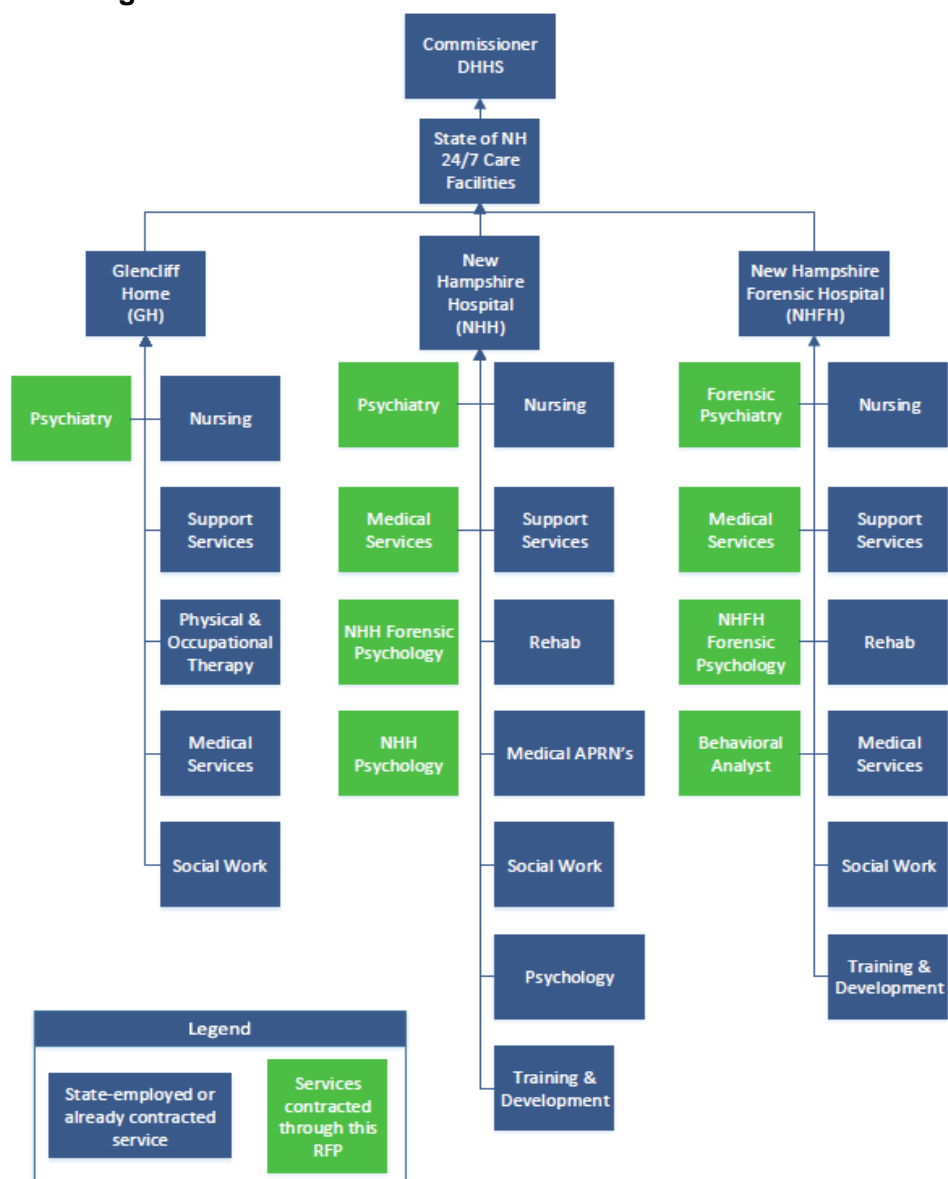 Commissioner
DHHS
State of NH
24/7 Care
Facilities
Glencliff
Home
(GH)
New
Hampshire
Hospital
(NHH)
New Hampshire
Forensic Hospital
(NHFH)
Psychiatry
Nursing
Psychiatry
Nursing
Forensic
Psychiatry
Nursing
Support
Services
Medical
Services
Support
Services
Medical
Services
Support
Services
Physical &
Occupational
Therapy
NHH Forensic
Psychology
Rehab
NHFH
Forensic
Psychology
Rehab
Medical
Services
NHH
Psychology
Medical APRN's
Behavioral
Analyst
Medical
Services
Social Work
Social Work
Social Work
Psychology
Training &
Development
Training &
Development
Legend
State-employed or
already contracted
service
Services
contracted
through this
RFP